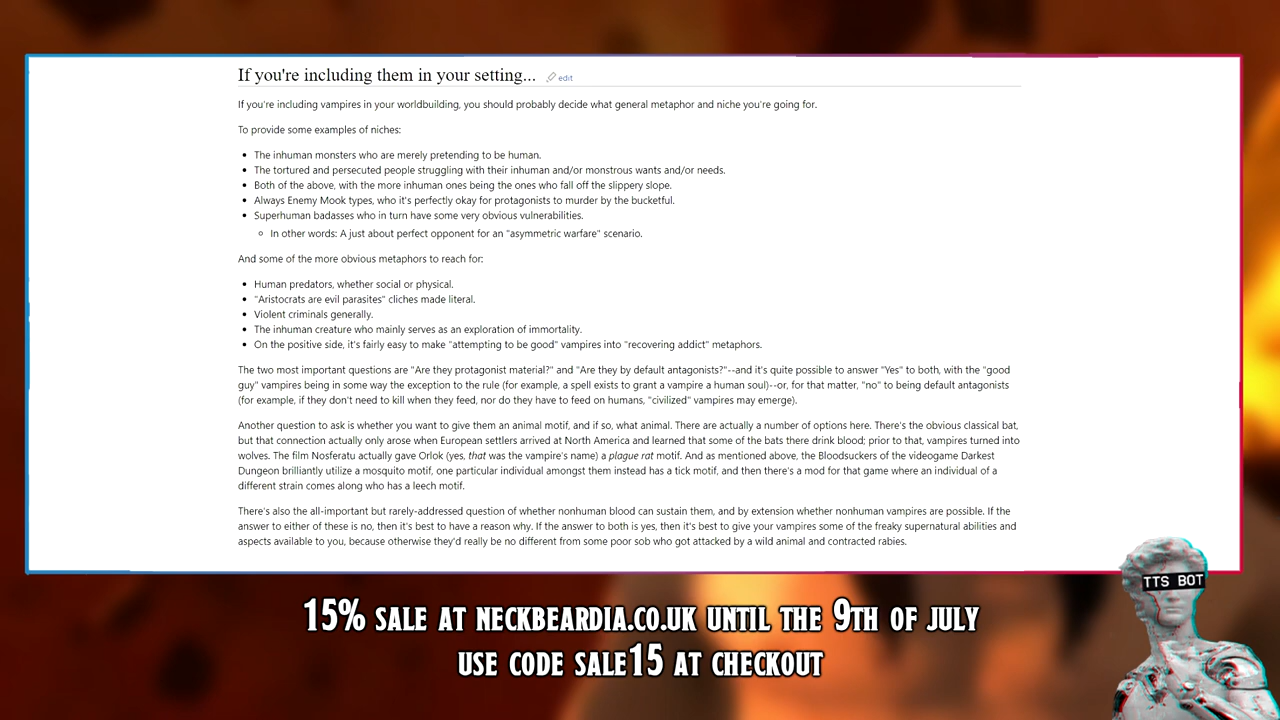 If you're including them in your setting... edit
If you're including vampires in your worldbuilding, you should probably decide what general metaphor and niche you're going for.
To provide some examples of niches:
• The inhuman monsters who are merely pretending to be human.
• The tortured and persecuted people struggling with their inhuman and/or monstrous wants and/or needs.
• Both of the above, with the more inhuman ones being the ones who fall off the slippery slope.
• Always Enemy Mook types, who it's perfectly okay for protagonists to murder by the bucketful.
• Superhuman badasses who in turn have some very obvious vulnerabilities.
◦ In other words: A just about perfect opponent for an "asymmetric warfare" scenario.
And some of the more obvious metaphors to reach for:
• Human predators, whether social or physical.
• "Aristocrats are evil parasites" cliches made literal.
• Violent criminals generally.
• The inhuman creature who mainly serves as an exploration of immortality.
• On the positive side, it's fairly easy to make "attempting to be good" vampires into "recovering addict" metaphors.
The two most important questions are "Are they protagonist material?" and "Are they by default antagonists?"--and it's quite possible to answer "Yes" to both, with the "good
guy" vampires being in some way the exception to the rule (for example, a spell exists to grant a vampire a human soul)--or, for that matter, "no" to being default antagonists
(for example, if they don't need to kill when they feed, nor do they have to feed on humans, "civilized" vampires may emerge).
Another question to ask is whether you want to give them an animal motif, and if so, what animal. There are actually a number of options here. There's the obvious classical bat,
but that connection actually only arose when European settlers arrived at North America and learned that some of the bats there drink blood; prior to that, vampires turned into
wolves. The film Nosferatu actually gave Orlok (yes, that was the vampire's name) a plague rat motif. And as mentioned above, the Bloodsuckers of the videogame Darkest
Dungeon brilliantly utilize a mosquito motif, one particular individual amongst them instead has a tick motif, and then there's a mod for that game where an individual of a
different strain comes along who has a leech motif.
There's also the all-important but rarely-addressed question of whether nonhuman blood can sustain them, and by extension whether nonhuman vampires are possible. If the
answer to either of these is no, then it's best to have a reason why. If the answer to both is yes, then it's best to give your vampires some of the freaky supernatural abilities and
aspects available to you, because otherwise they'd really be no different from some poor sob who got attacked by a wild animal and contracted rabies.
TTS BOT
15% SALE AT NECKBEARDIA.CO.UK UNTIL THE 9TH OF JULY
USE CODE SALE15 AT CHECKOUT